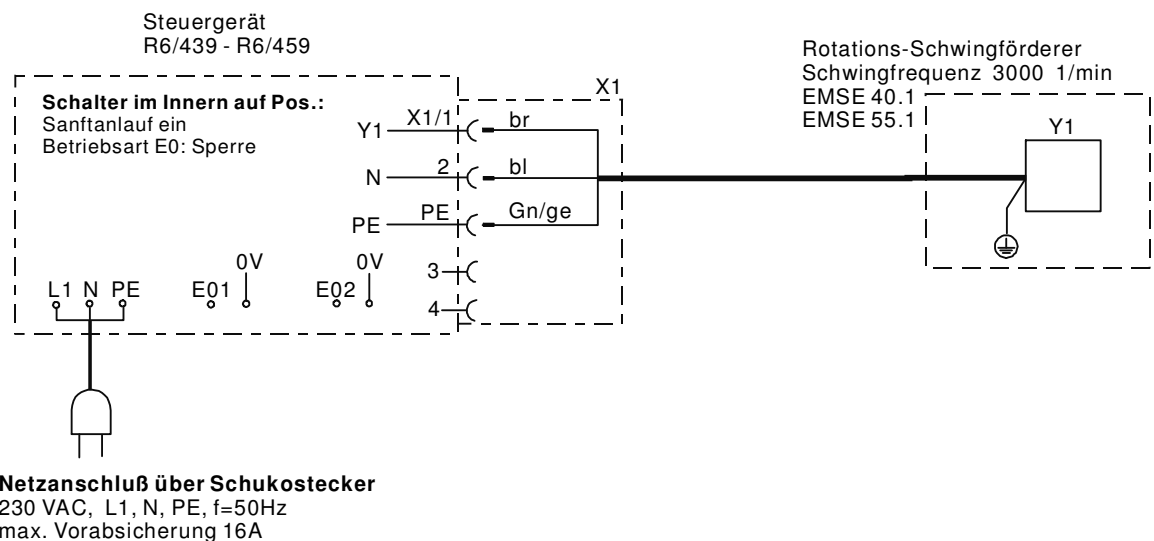 Steuergerät
R6/439 - R6/459
Rotations-Schwingförderer
Schwingfrequenz 3000 1/min
EMSE 40.1
EMSE 55.1
X1
Schalter im Innern auf Pos.:
Sanftanlauf ein
Betriebsart E0: Sperre
Y1 X1/1 br
Y1
N 2 bl
PE PE Gn/ge
0V 0V
3
L1 N PE E01 E02
4
Netzanschluß über Schukostecker
230 VAC, L1, N, PE, f=50Hz
max. Vorabsicherung 16A